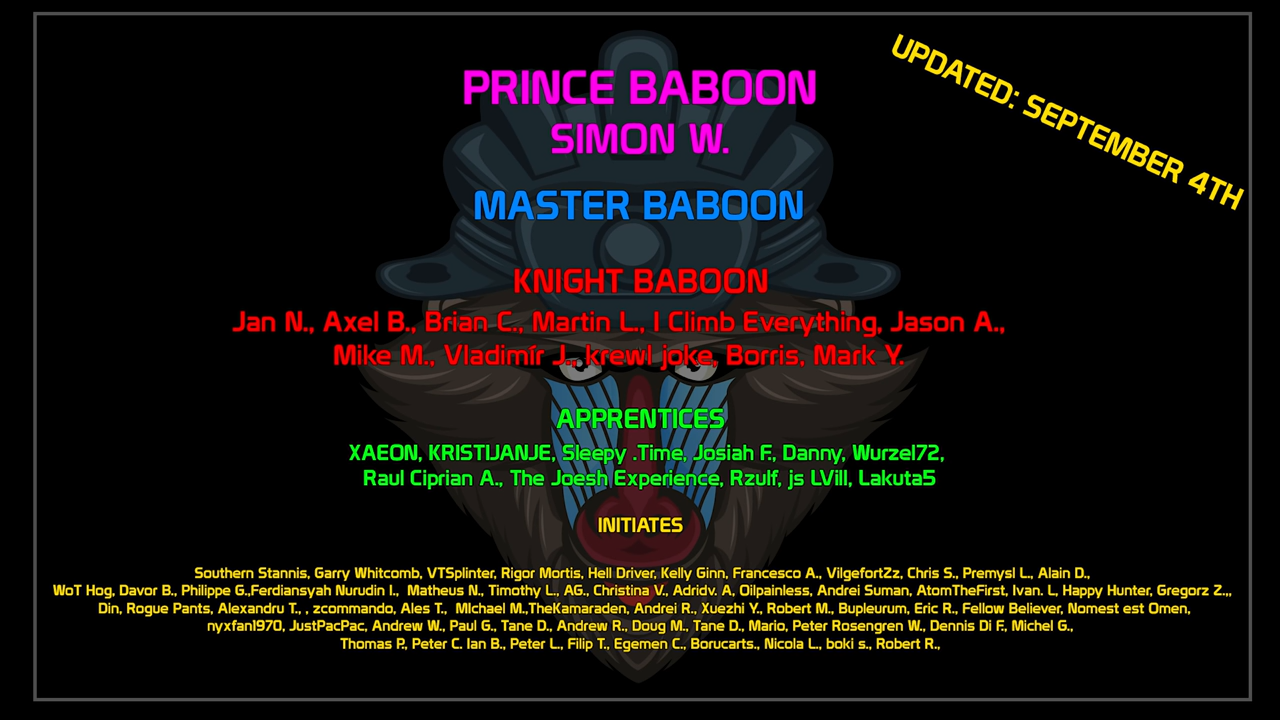 PRINCE BABOON
SIMON W.
UPDATED: SEPTEMBER 4TH
MASTER BABOON
KNIGHT BABOON
Jan N., Axel B., Brian C., Martin L., I Climb Everything, Jason A.,
Mike M., Vladimír J., krewl joke, Borris, Mark Y.
APPRENTICES
XAEON, KRISTIJANJE, Sleepy .Time, Josiah F., Danny, Wurzel72,
Raul Ciprian A., The Joesh Experience, Rzulf, js LVill, Lakuta5
INITIATES
Southern Stannis, Garry Whitcomb, VTSplinter, Rigor Mortis, Hell Driver, Kelly Ginn, Francesco A., VilgefortZz, Chris S., Premysl L., Alain D.,
WoT Hog, Davor B., Philippe G.,Ferdiansyah Nurudin I.,  Matheus N., Timothy L., AG., Christina V., Adridv. A, Oilpainless, Andrei Suman, AtomTheFirst, Ivan. I., Happy Hunter, Gregorz Z.,,
Din, Rogue Pants, Alexandru T., , zcommando, Ales T.,  MIchael M.,TheKamaraden, Andrei R., Xuezhi Y., Robert M., Bupleurum, Eric R., Fellow Believer, Nomest est Omen,
nyxfan1970, JustPacPac, Andrew W., Paul G., Tane D., Andrew R., Doug M., Tane D., Mario, Peter Rosengren W., Dennis Di F., Michel G.,
Thomas P., Peter C. Ian B., Peter L., Filip T., Egemen C., Borucarts., Nicola L., boki s., Robert R.,